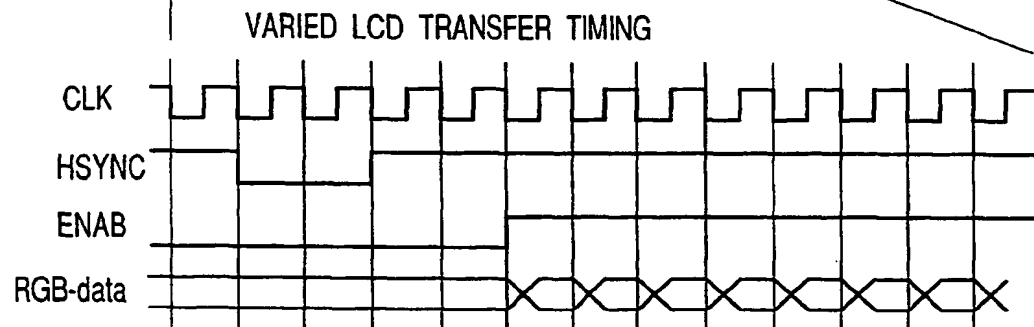 VARIED LCD TRANSFER TIMING
CLK
HSYNC
ENAB
RGB-data